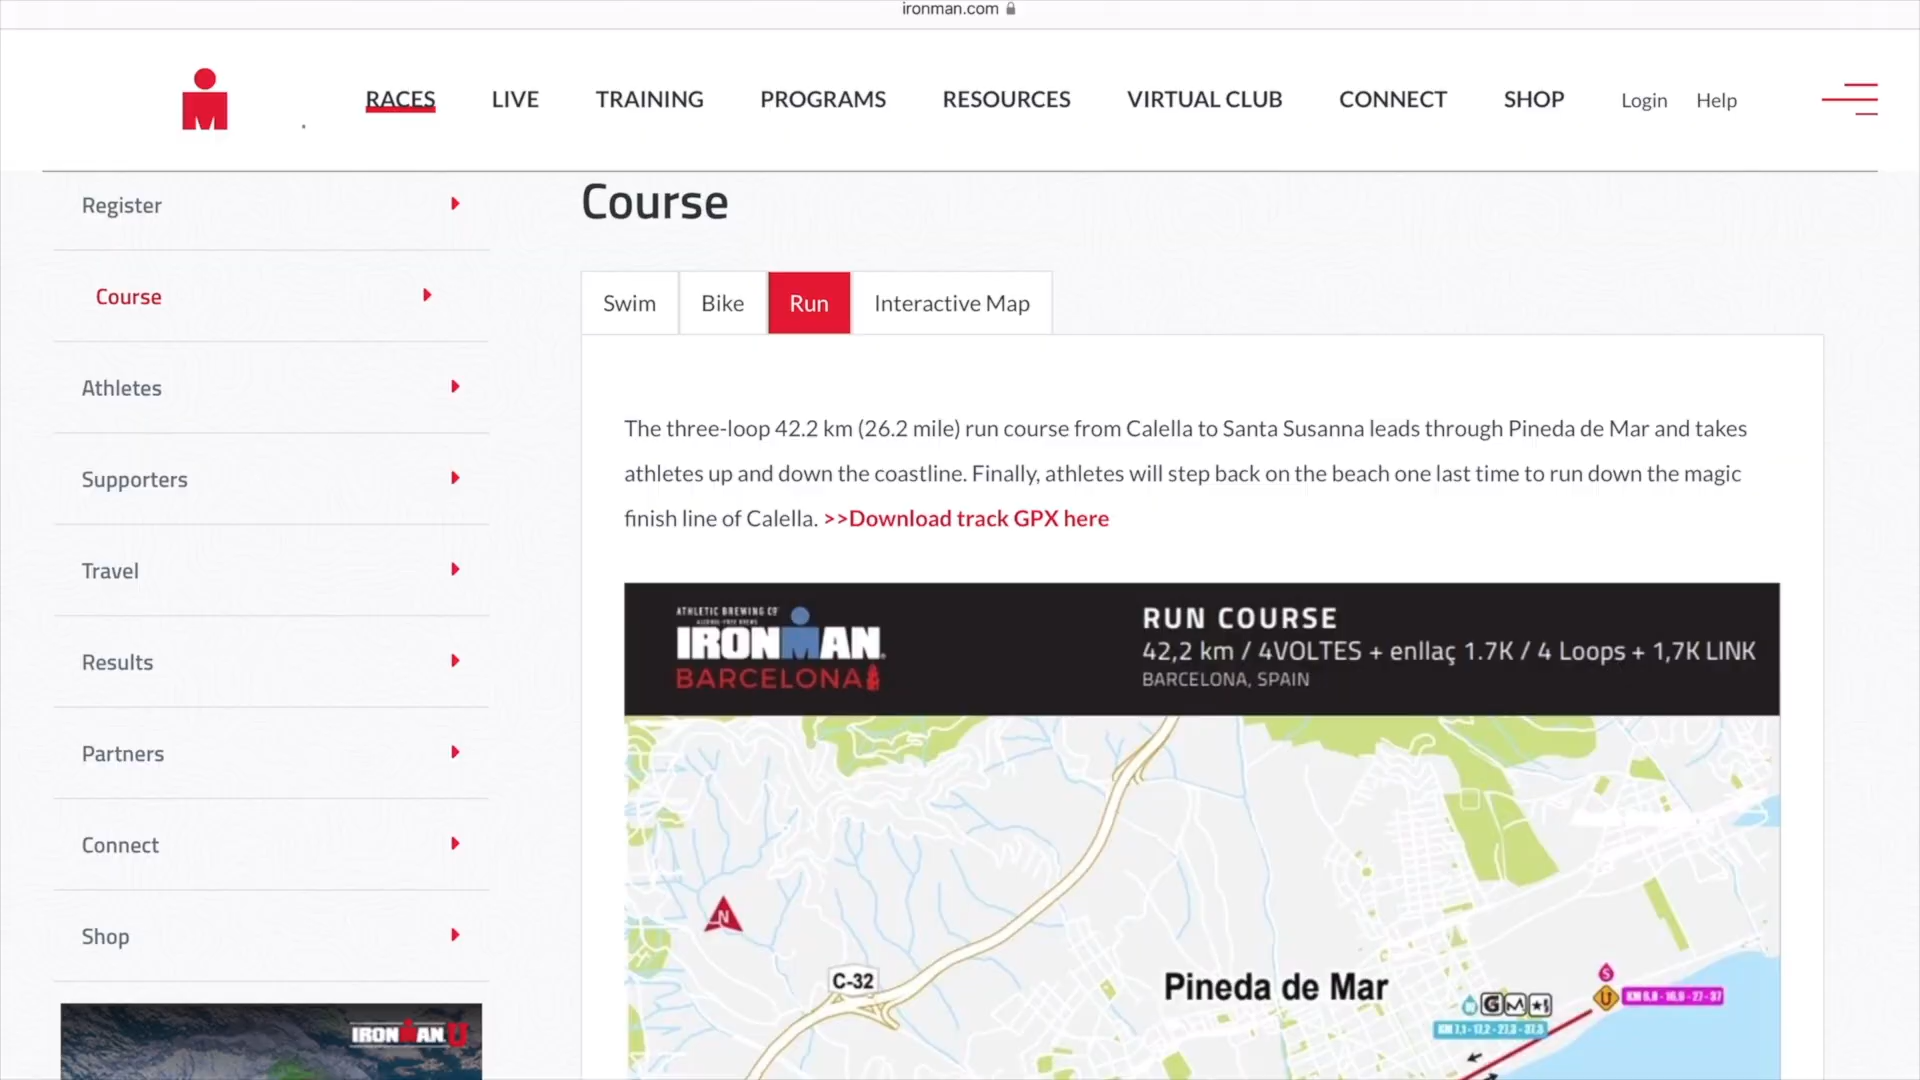 ironman.com
RACES LIVE TRAINING PROGRAMS RESOURCES VIRTUAL CLUB CONNECT SHOP Login Help
Register
Course
Athletes
Supporters
Travel
Results
Partners
Connect
Shop
IRONMAN U
Course
Swim Bike Run Interactive Map
The three-loop 42.2 km (26.2 mile) run course from Calella to Santa Susanna leads through Pineda de Mar and takes
athletes up and down the coastline. Finally, athletes will step back on the beach one last time to run down the magic
finish line of Calella. >>Download track GPX here
ATHLETIC BREWING CO
IRONMAN
BARCELONA
RUN COURSE
42,2 km / 4VOLTES + enllaç 1.7K / 4 Loops + 1,7K LINK
BARCELONA, SPAIN
N
C-32
Pineda de Mar
S
U
G